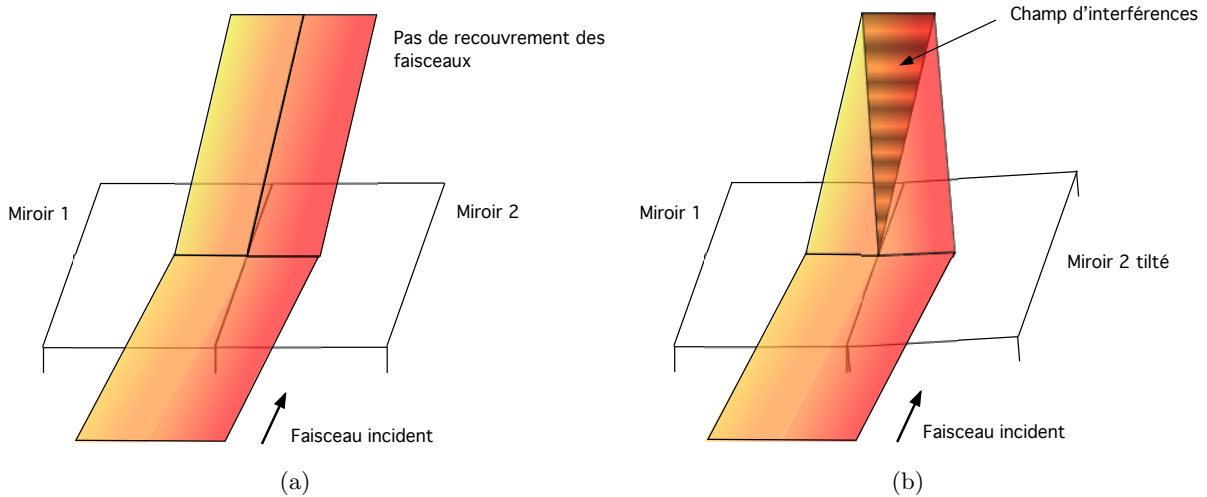 Pas de recouvrement des
faisceaux
Miroir 1
Miroir 2
Faisceau incident
(a)
Champ d'interférences
Miroir 1
Miroir 2 tilté
Faisceau incident
(b)